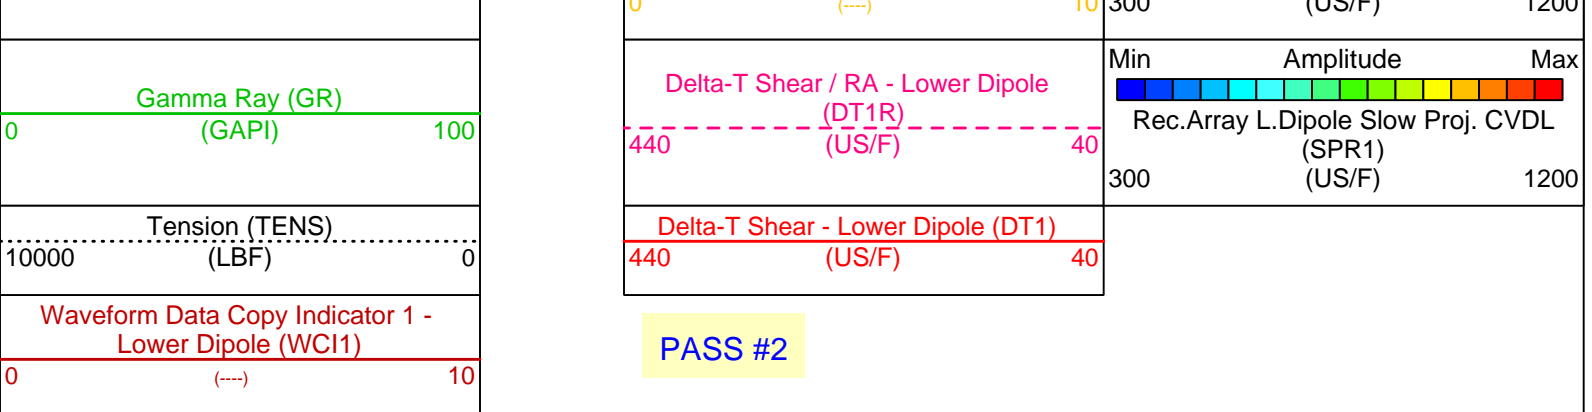 0 (----) 10
300 (US/F) 1200
Gamma Ray (GR)
0 (GAPI) 100
Tension (TENS)
10000 (LBF) 0
Waveform Data Copy Indicator 1 -
Lower Dipole (WCI1)
0 (----) 10
Delta-T Shear / RA - Lower Dipole
(DT1R)
440 (US/F) 40
Delta-T Shear - Lower Dipole (DT1)
440 (US/F) 40
PASS #2
Min Amplitude Max
Rec.Array L.Dipole Slow Proj. CVDL
(SPR1)
300 (US/F) 1200